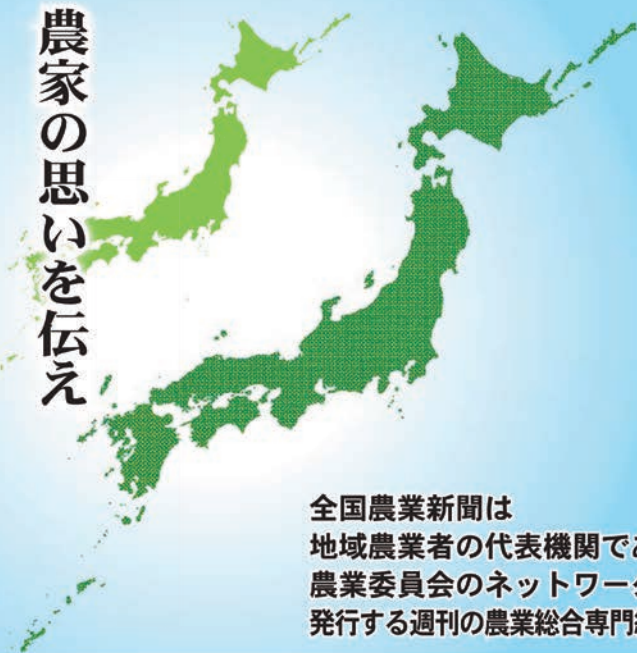 農家の思いを伝え
全国農業新聞は
地域農業者の代表機関で
農業委員会のネットワー
発行する週刊の農業総合専門